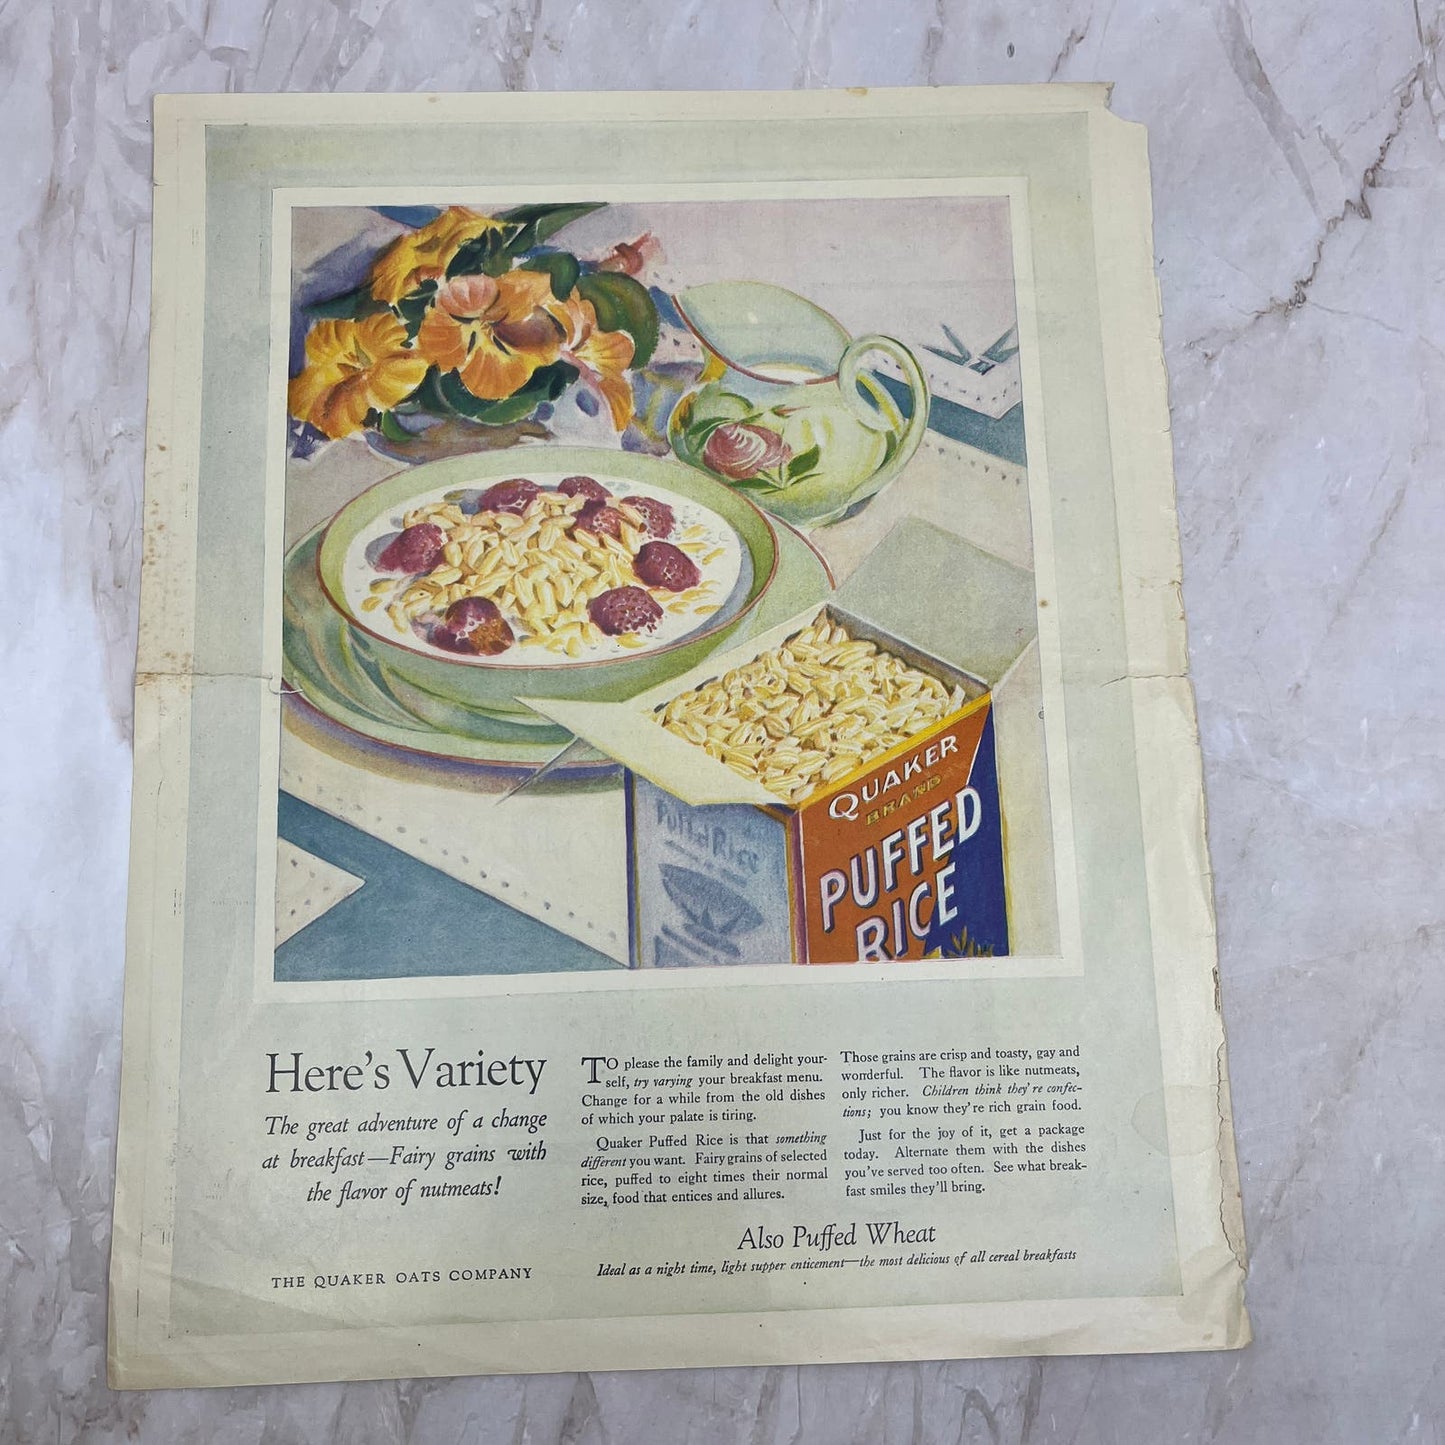 QUAKER
BRAND
PUFFED
RICE
Puffed Rice
Here's Variety
The great adventure of a change
at breakfast—Fairy grains with
the flavor of nutmeats!
THE QUAKER OATS COMPANY
TO please the family and delight your-
self, try varying your breakfast menu.
Change for a while from the old dishes
of which your palate is tiring.
Quaker Puffed Rice is that something
different you want. Fairy grains of selected
rice, puffed to eight times their normal
size, food that entices and allures.
Those grains are crisp and toasty, gay and
wonderful. The flavor is like nutmeats,
only richer. Children think they're confec-
tions; you know they're rich grain food.
Just for the joy of it, get a package
today. Alternate them with the dishes
you've served too often. See what break-
fast smiles they'll bring.
Also Puffed Wheat
Ideal as a night time, light supper enticement—the most delicious of all cereal breakfasts